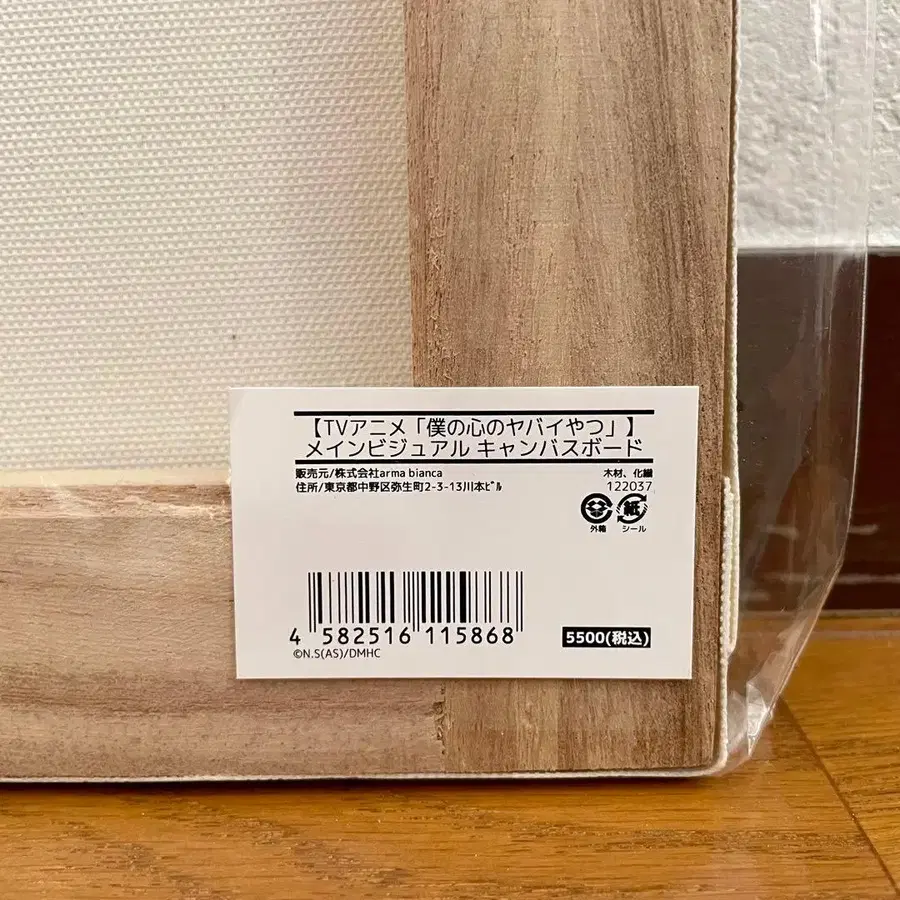 【TVアニメ「僕の心のヤバイやつ」】
メインビジュアル キャンバスボード
販売元/株式会社arma bianca
住所/東京都中野区弥生町2-3-13川本ﾋﾞﾙ
木材、化繊
122037
紙
外箱 シール
4 582516 115868
©N.S(AS)/DMHC
5500(税込)